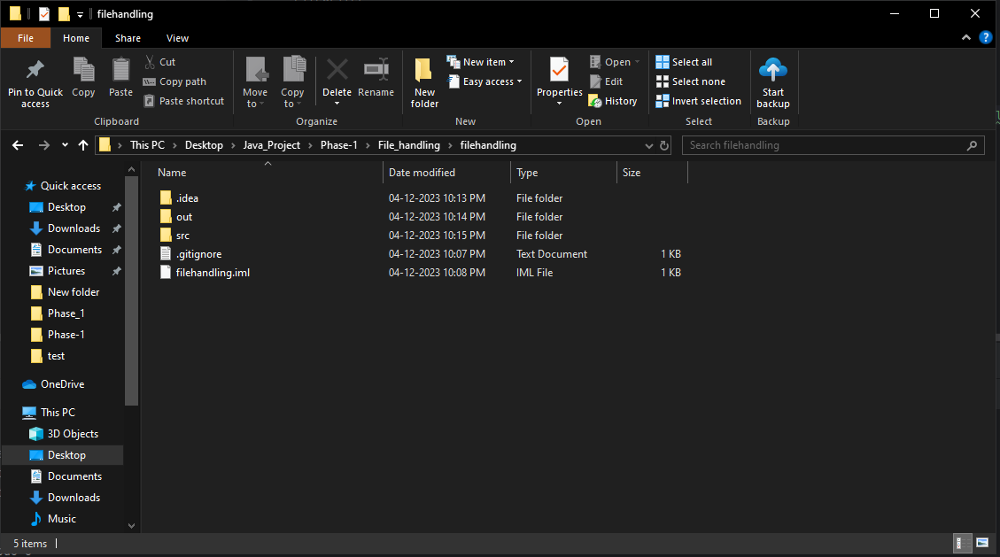 filehandling
File Home Share View
Pin to Quick access
Copy
Paste
Cut
Copy path
Paste shortcut
Clipboard
Move to
Copy to
Delete
Rename
Organize
New folder
New item
Easy access
New
Properties
Open
Edit
History
Open
Select all
Select none
Invert selection
Select
Start backup
Backup
This PC > Desktop > Java_Project > Phase-1 > File_handling > filehandling
Search filehandling
Quick access
Desktop
Downloads
Documents
Pictures
New folder
Phase_1
Phase-1
test
OneDrive
This PC
3D Objects
Desktop
Documents
Downloads
Music
Name Date modified Type Size
.idea 04-12-2023 10:13 PM File folder
out 04-12-2023 10:14 PM File folder
src 04-12-2023 10:15 PM File folder
.gitignore 04-12-2023 10:07 PM Text Document 1 KB
filehandling.iml 04-12-2023 10:08 PM IML File 1 KB
5 items